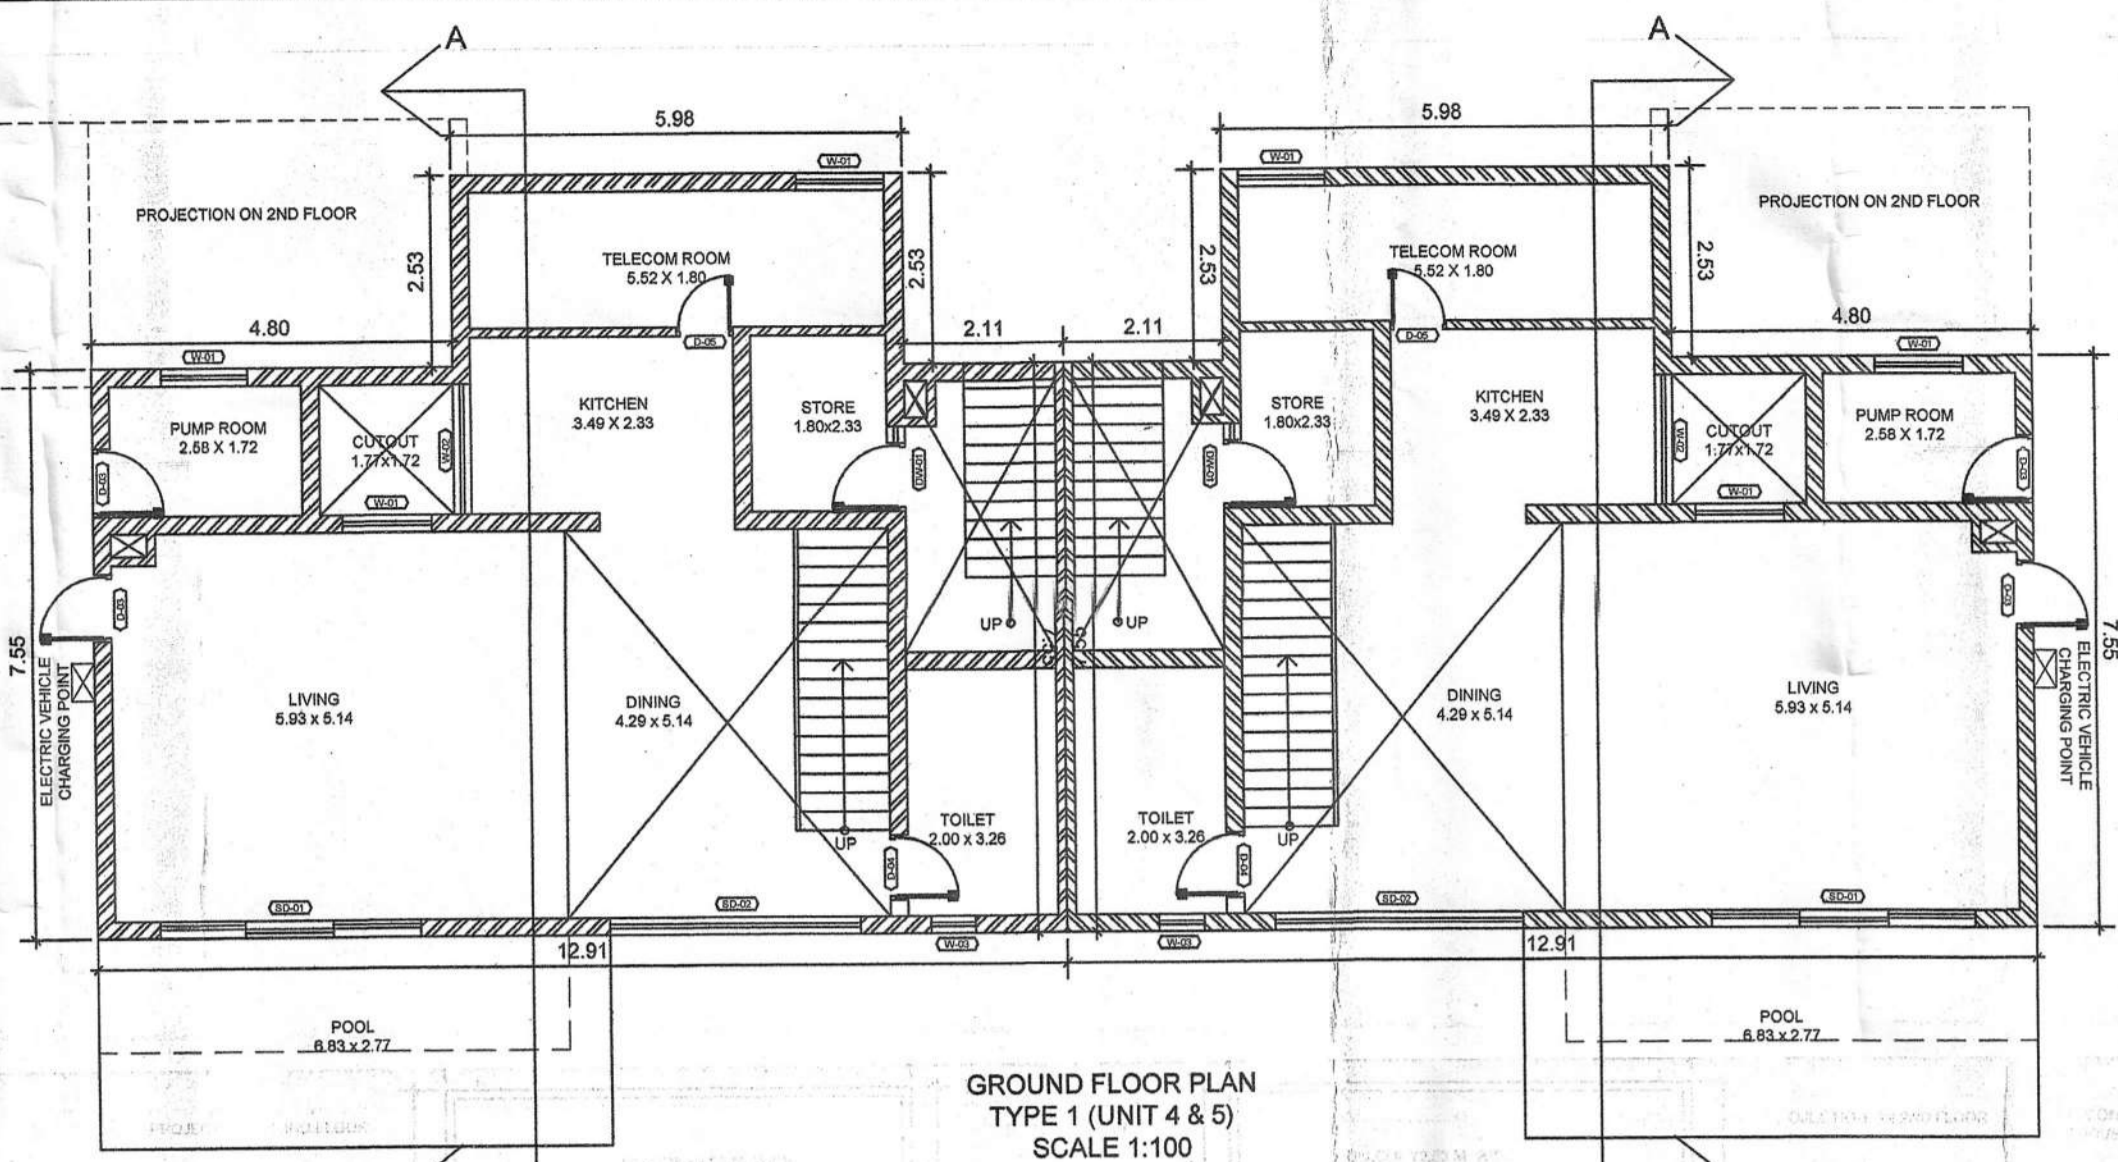 A
A
5.98
5.98
W-01
W-01
PROJECTION ON 2ND FLOOR
PROJECTION ON 2ND FLOOR
TELECOM ROOM
5.52 X 1.80
TELECOM ROOM
5.52 X 1.80
2.53
2.53
2.53
2.53
4.80
2.11
2.11
4.80
W-01
D-05
D-05
W-01
PUMP ROOM
2.58 X 1.72
CUTOUT
1.77x1.72
W-02
KITCHEN
3.49 X 2.33
STORE
1.80x2.33
STORE
1.80x2.33
KITCHEN
3.49 X 2.33
W-02
CUTOUT
1.77x1.72
PUMP ROOM
2.58 X 1.72
D-03
W-01
DW-01
DW-01
W-01
D-03
D-03
UP
UP
D-03
7.55
7.55
ELECTRIC VEHICLE
CHARGING POINT
LIVING
5.93 x 5.14
DINING
4.29 x 5.14
DINING
4.29 x 5.14
LIVING
5.93 x 5.14
ELECTRIC VEHICLE
CHARGING POINT
UP
TOILET
2.00 x 3.26
TOILET
2.00 x 3.26
UP
D-04
D-04
SD-01
SD-02
W-03
W-03
SD-02
SD-01
12.91
12.91
POOL
6.83 x 2.77
POOL
6.83 x 2.77
GROUND FLOOR PLAN
TYPE 1 (UNIT 4 & 5)
SCALE 1:100